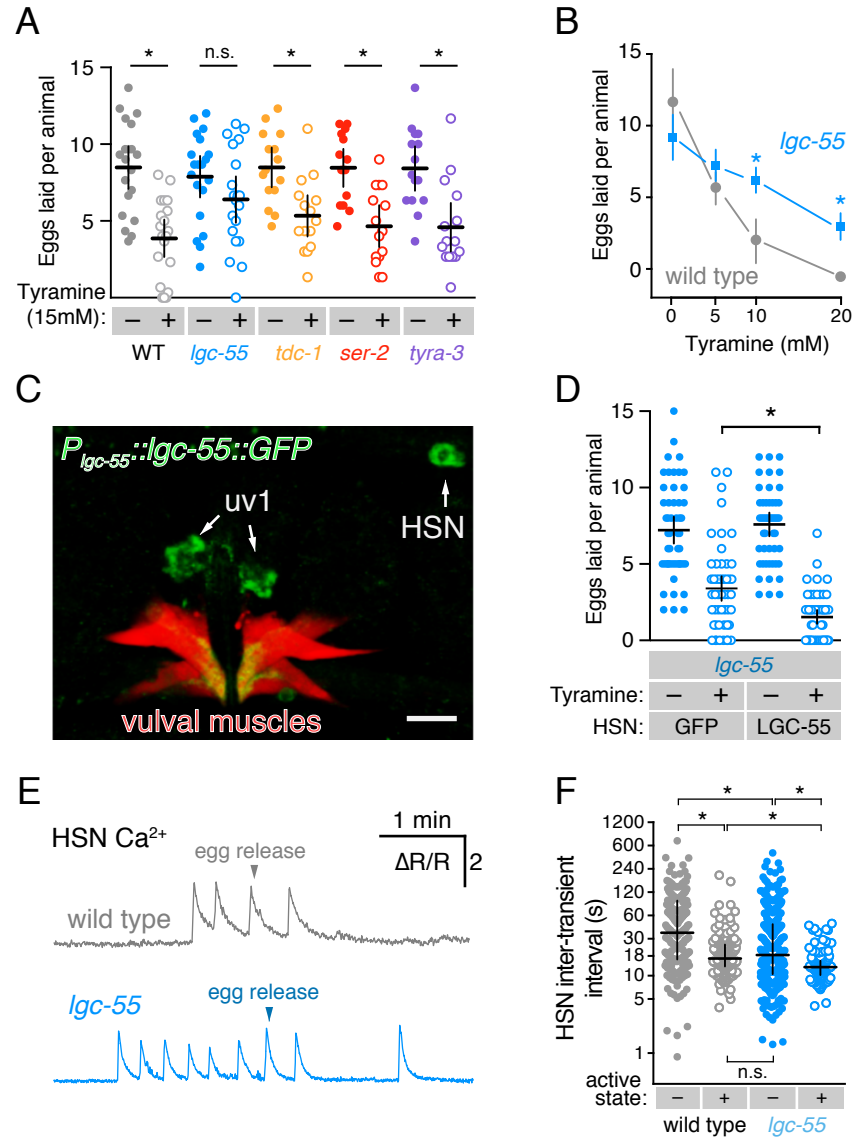 A
Eggs laid per animal
15
10
5
* n.s. * * *
Tyramine
(15mM):
− + − + − + − + − +
WT lgc-55 tdc-1 ser-2 tyra-3
B
Eggs laid per animal
15
10
5
0
lgc-55
*
*
wild type
0 5 10 20
Tyramine (mM)
C
Plgc-55::lgc-55::GFP
uv1
HSN
vulval muscles
D
Eggs laid per animal
15
10
5
0
*
lgc-55
Tyramine: − + − +
HSN: GFP LGC-55
E
HSN Ca2+
1 min
ΔR/R 2
egg release
wild type
egg release
lgc-55
F
HSN inter-transient
interval (s)
1200
600
240
120
60
30
18
10
5
1
* *
* *
n.s.
active
state: − + − +
wild type lgc-55